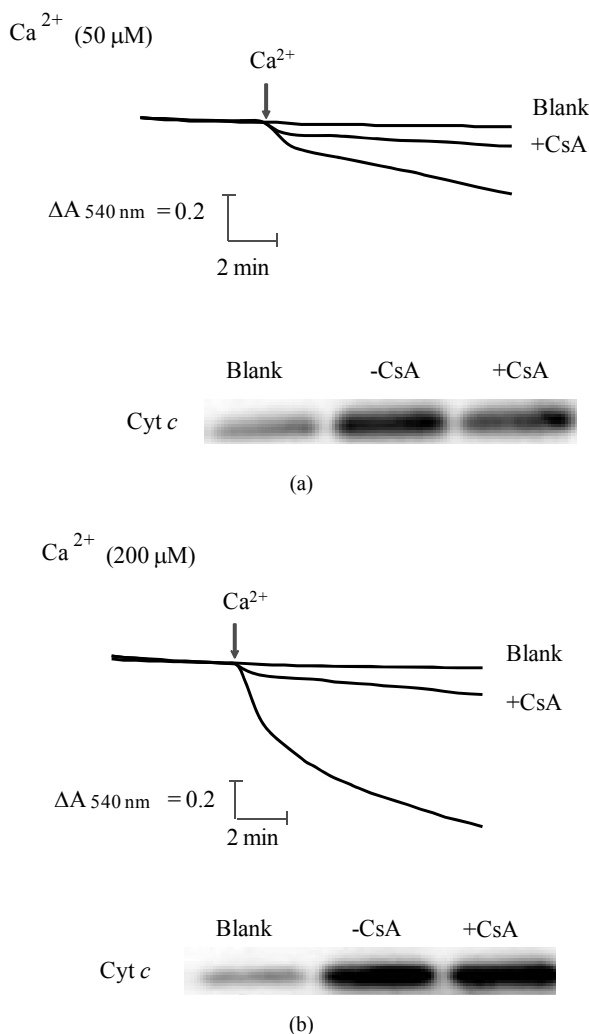 Ca 2+ (50 μM)
Ca2+
Blank
+CsA
ΔA 540 nm = 0.2
2 min
Blank -CsA +CsA
Cyt c
(a)
Ca 2+ (200 μM)
Ca2+
Blank
+CsA
ΔA 540 nm = 0.2
2 min
Blank -CsA +CsA
Cyt c
(b)